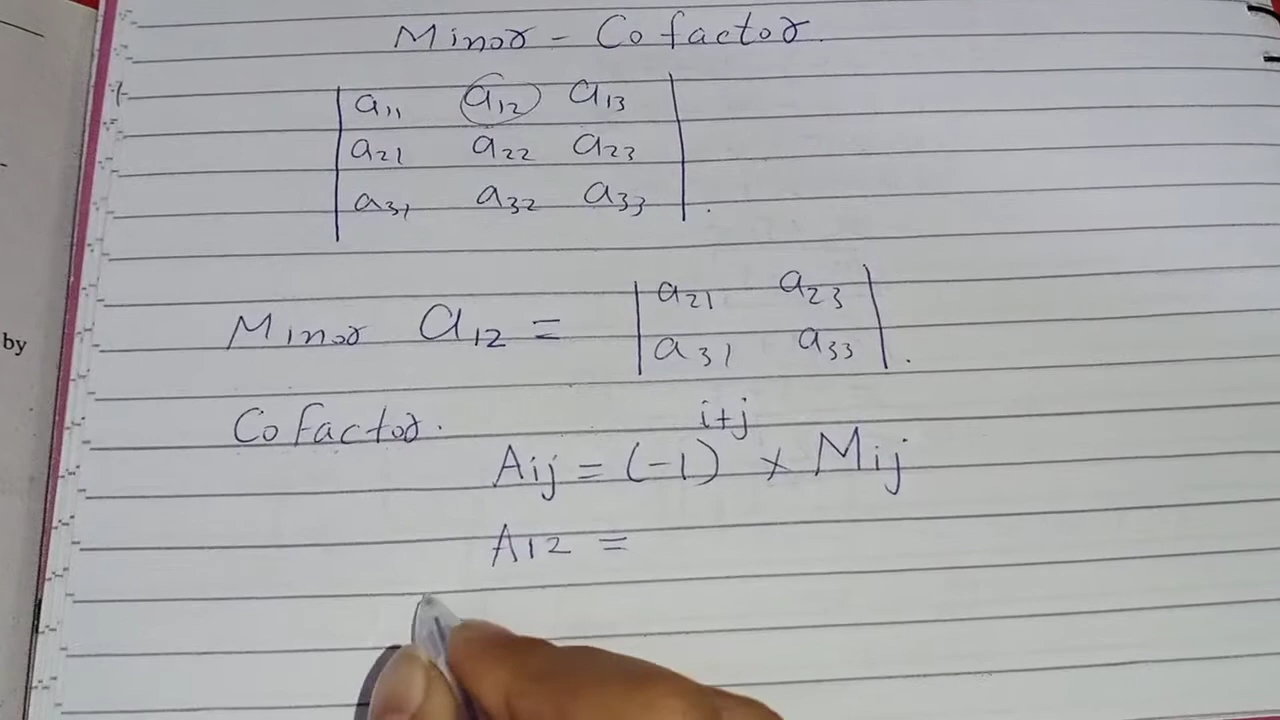 Minor - Cofactor.
| a11 a12 a13 |
| a21 a22 a23 |
| a31 a32 a33 | .
by
Minor a12 = | a21 a23 |
| a31 a33 | .
Cofactor.
Aij = (-1)^i+j × Mij
A12 =